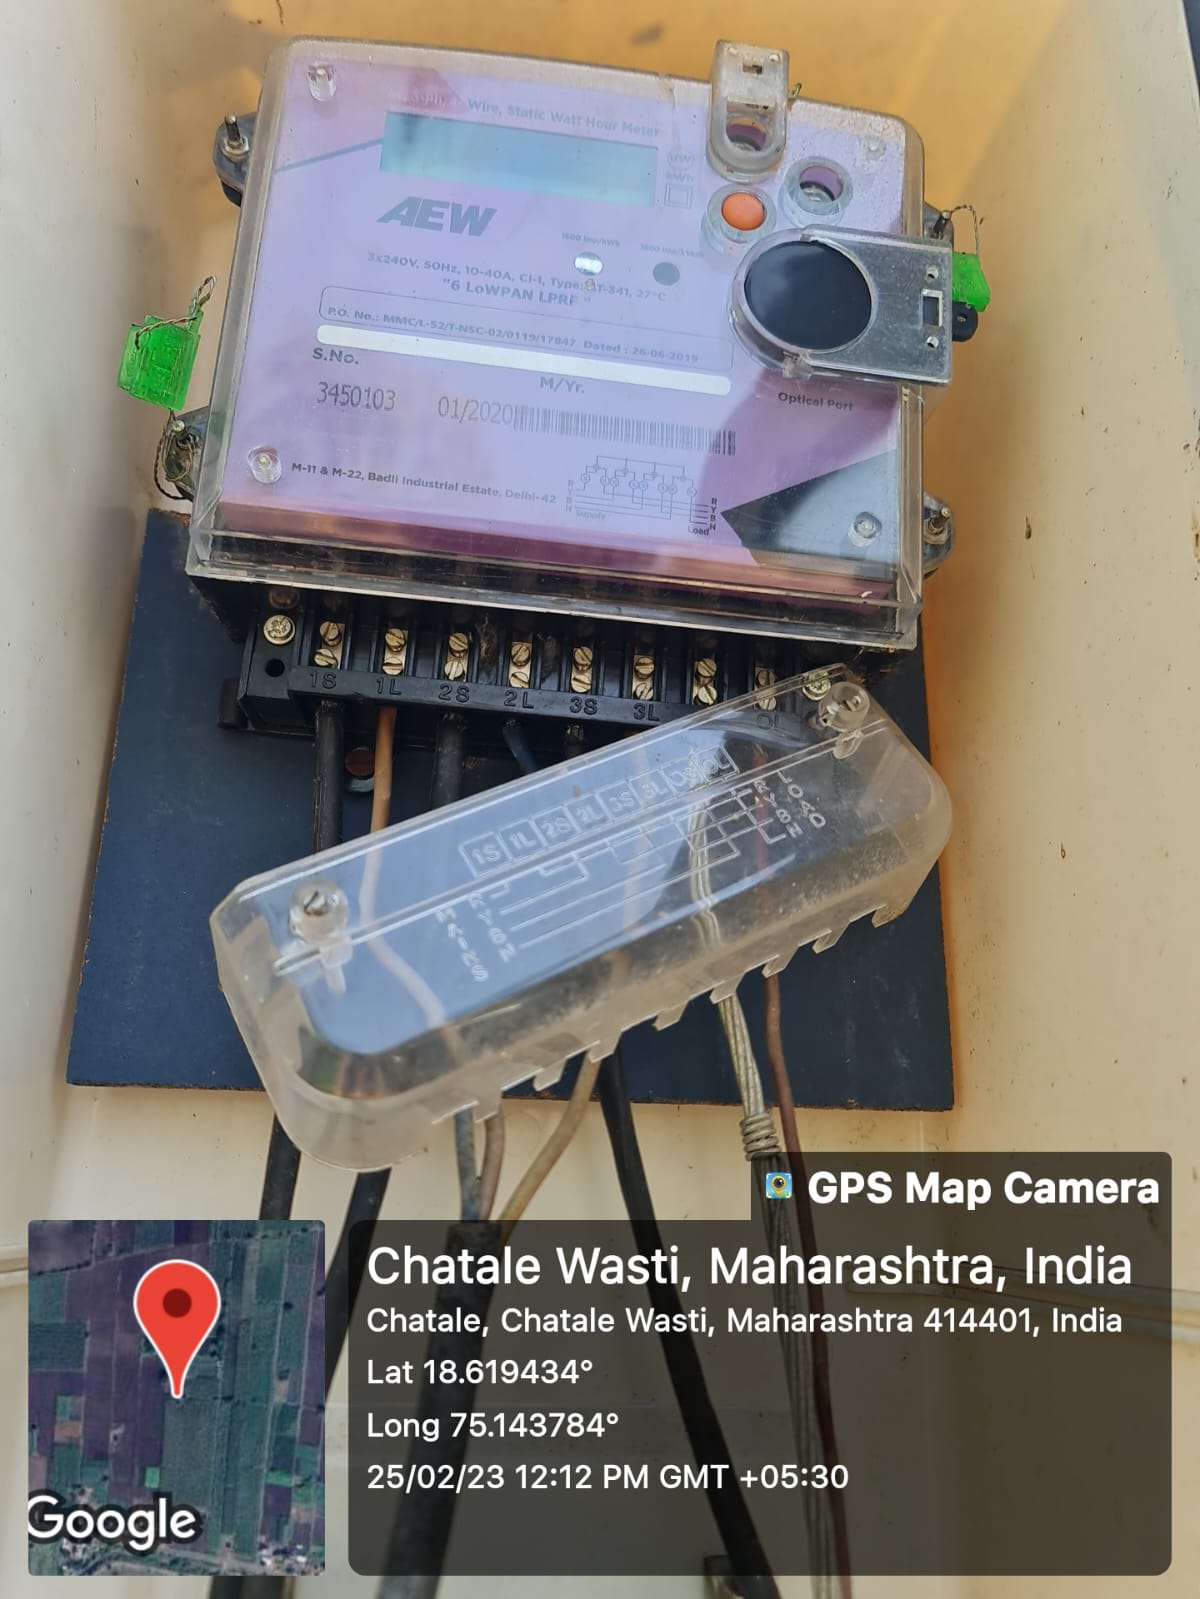 Wire, Static Watt Hour Meter
UW
kWh
AEW
1600 imp/kWh
3x240V, 50Hz, 10-40A, Cl-1, Type: 27°C
"6 LoWPAN LPRF"
P.O. No.: MMC/L-52/T-NSC-02/0119/17847 Dated : 26-06-2019
S.No.
M/Yr.
3450103 01/2020
Optical Port
M-11 & M-22, Badli Industrial Estate, Delhi-42
R
Y
B
N
Supply
R
Y
B
N
Load
1S 1L 2S 2L 3S 3L
1S 1L 2S 2L 3S 3L
LOAD
R Y B N
GPS Map Camera
Chatale Wasti, Maharashtra, India
Chatale, Chatale Wasti, Maharashtra 414401, India
Lat 18.619434°
Long 75.143784°
25/02/23 12:12 PM GMT +05:30
Google